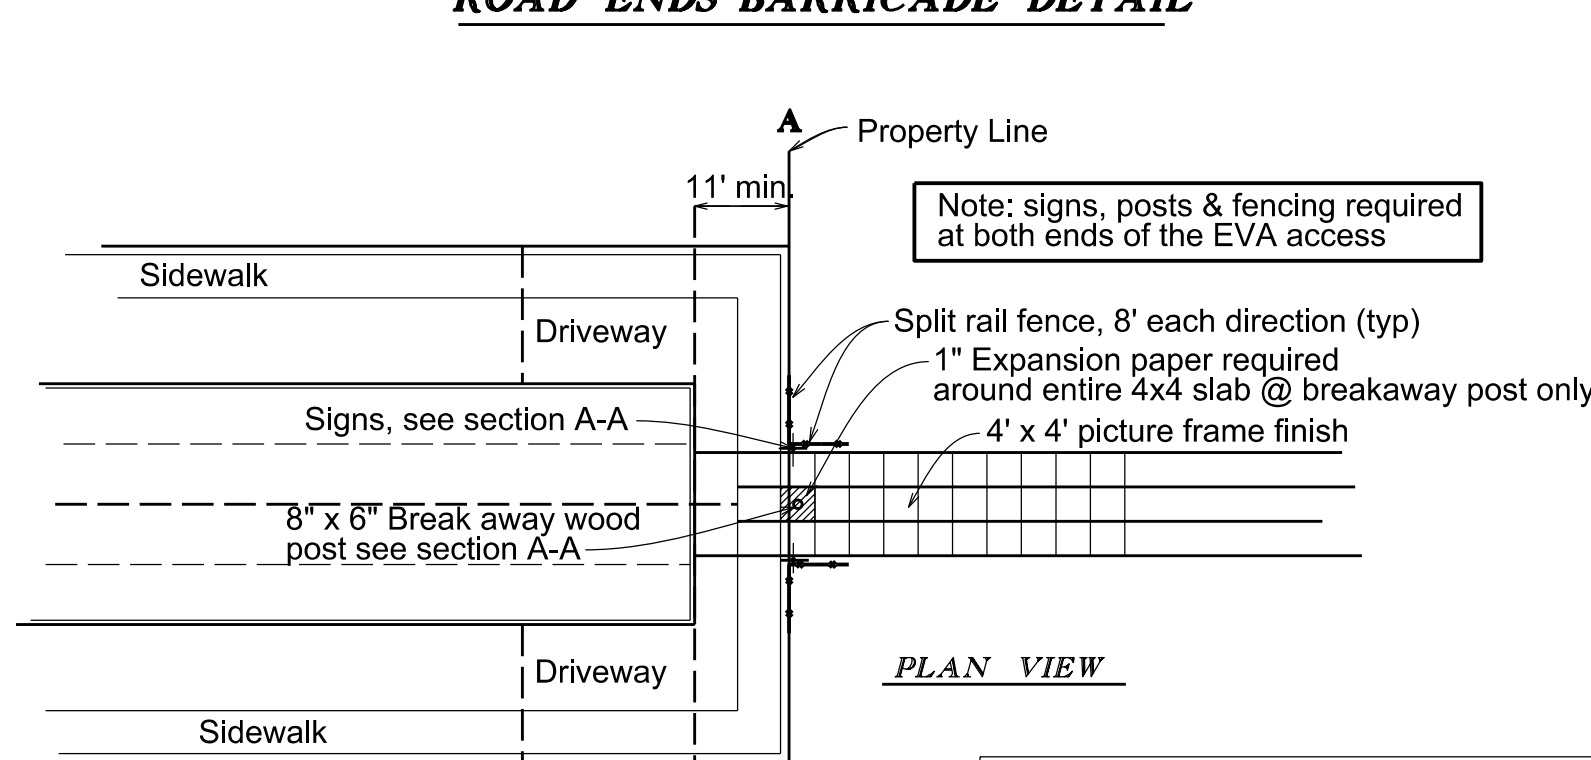 ROAD ENDS BARRICADE DETAIL
A
Property Line
11' min.
Note: signs, posts & fencing required
at both ends of the EVA access
Sidewalk
Driveway
Split rail fence, 8' each direction (typ)
1" Expansion paper required
around entire 4x4 slab @ breakaway post only
Signs, see section A-A
4' x 4' picture frame finish
8" x 6" Break away wood
post see section A-A
Driveway
PLAN VIEW
Sidewalk